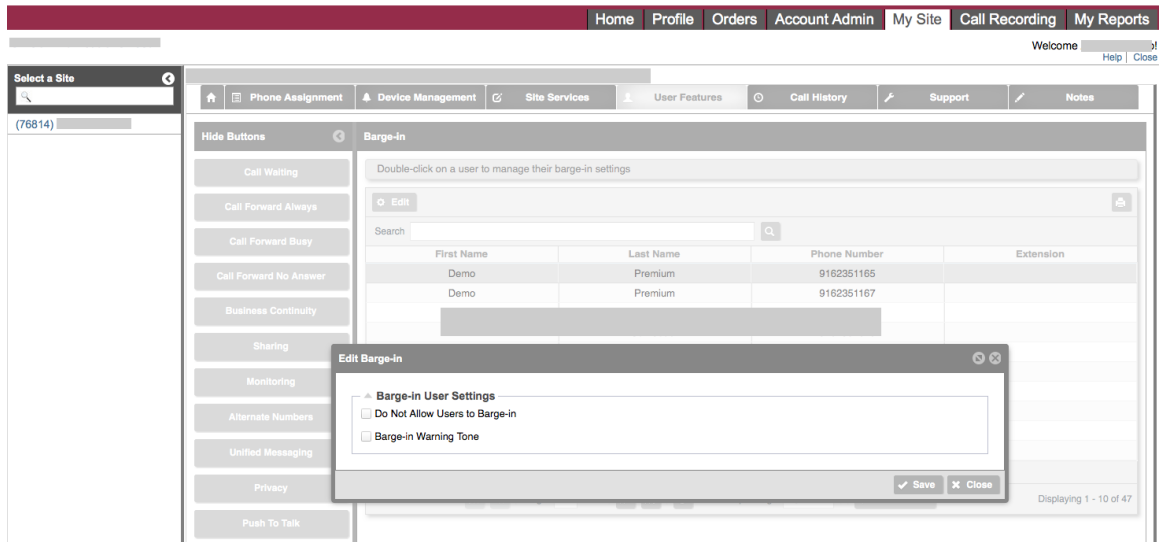 Home Profile Orders Account Admin My Site Call Recording My Reports
Welcome !
Help | Close
Select a Site
(76814)
Phone Assignment Device Management Site Services User Features Call History Support Notes
Hide Buttons
Call Waiting
Call Forward Always
Call Forward Busy
Call Forward No Answer
Business Continuity
Sharing
Monitoring
Alternate Numbers
Unified Messaging
Privacy
Push To Talk
Barge-in
Double-click on a user to manage their barge-in settings
Edit
Search
First Name Last Name Phone Number Extension
Demo Premium 9162351165
Demo Premium 9162351167
Edit Barge-in
Barge-in User Settings
Do Not Allow Users to Barge-in
Barge-in Warning Tone
Save Close
Displaying 1 - 10 of 47